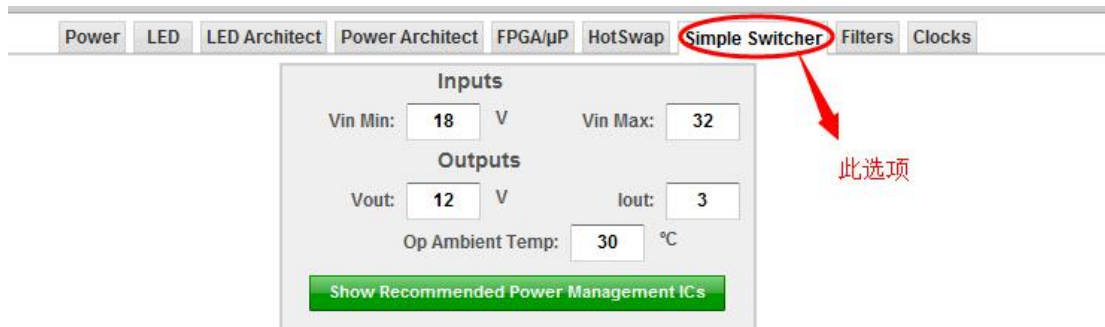 Power LED LED Architect Power Architect FPGA/µP HotSwap Simple Switcher Filters Clocks
Inputs
Vin Min: 18 V Vin Max: 32
Outputs
Vout: 12 V Iout: 3
Op Ambient Temp: 30 °C
Show Recommended Power Management ICs
此选项